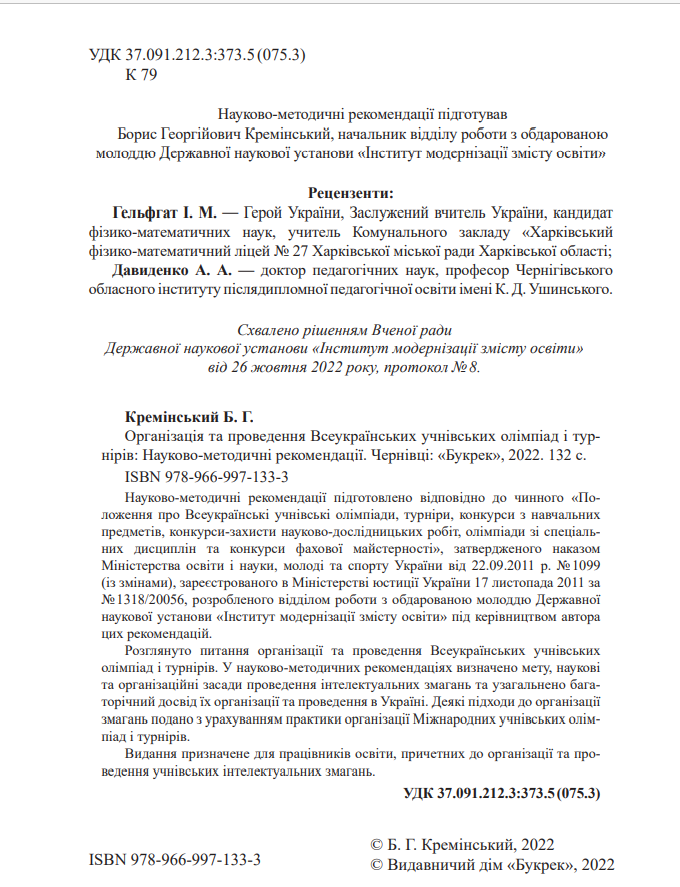 УДК 37.091.212.3:373.5 (075.3)
К 79
Науково-методичні рекомендації підготував
Борис Георгійович Кремінський, начальник відділу роботи з обдарованою
молоддю Державної наукової установи «Інститут модернізації змісту освіти»
Рецензенти:
Гельфгат І. М. — Герой України, Заслужений вчитель України, кандидат
фізико-математичних наук, учитель Комунального закладу «Харківський
фізико-математичний ліцей № 27 Харківської міської ради Харківської області;
Давиденко А. А. — доктор педагогічних наук, професор Чернігівського
обласного інституту післядипломної педагогічної освіти імені К. Д. Ушинського.
Схвалено рішенням Вченої ради
Державної наукової установи «Інститут модернізації змісту освіти»
від 26 жовтня 2022 року, протокол № 8.
Кремінський Б. Г.
Організація та проведення Всеукраїнських учнівських олімпіад і тур-
нірів: Науково-методичні рекомендації. Чернівці: «Букрек», 2022. 132 с.
ISBN 978-966-997-133-3
Науково-методичні рекомендації підготовлено відповідно до чинного «По-
ложення про Всеукраїнські учнівські олімпіади, турніри, конкурси з навчальних
предметів, конкурси-захисти науково-дослідницьких робіт, олімпіади зі спеціаль-
них дисциплін та конкурси фахової майстерності», затвердженого наказом
Міністерства освіти і науки, молоді та спорту України від 22.09.2011 р. №1099
(із змінами), зареєстрованого в Міністерстві юстиції України 17 листопада 2011 за
№1318/20056, розробленого відділом роботи з обдарованою молоддю Державної
наукової установи «Інститут модернізації змісту освіти» під керівництвом автора
цих рекомендацій.
Розглянуто питання організації та проведення Всеукраїнських учнівських
олімпіад і турнірів. У науково-методичних рекомендаціях визначено мету, наукові
та організаційні засади проведення інтелектуальних змагань та узагальнено бага-
торічний досвід їх організації та проведення в Україні. Деякі підходи до організації
змагань подано з урахуванням практики організації Міжнародних учнівських олім-
піад і турнірів.
Видання призначене для працівників освіти, причетних до організації та про-
ведення учнівських інтелектуальних змагань.
УДК 37.091.212.3:373.5 (075.3)
© Б. Г. Кремінський, 2022
ISBN 978-966-997-133-3
© Видавничий дім «Букрек», 2022